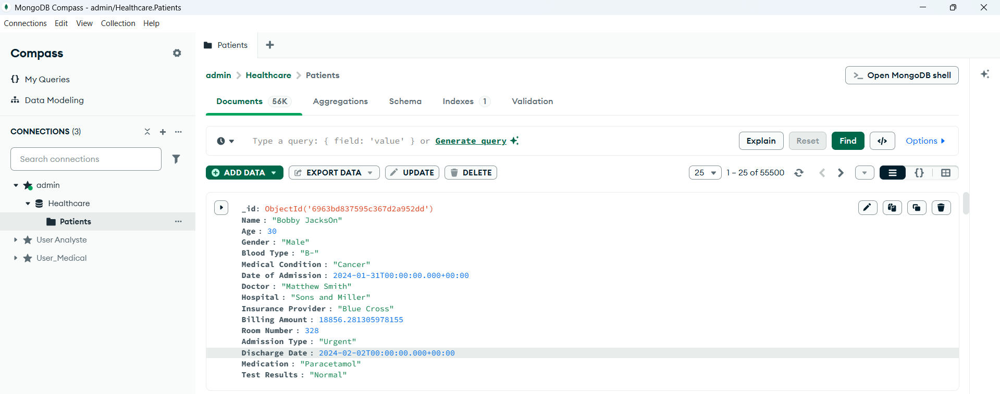 MongoDB Compass - admin/Healthcare.Patients
Connections Edit View Collection Help
Compass
{} My Queries
Data Modeling
CONNECTIONS (3)
Search connections
admin
Healthcare
Patients
User Analyste
User_Medical
Patients
admin > Healthcare > Patients
>_ Open MongoDB shell
Documents 56K Aggregations Schema Indexes 1 Validation
Type a query: { field: 'value' } or Generate query
Explain Reset Find </> Options
ADD DATA EXPORT DATA UPDATE DELETE
25 1 – 25 of 55500 {}
_id: ObjectId('6963bd837595c367d2a952dd')
Name : "Bobby JacksOn"
Age : 30
Gender : "Male"
Blood Type : "B-"
Medical Condition : "Cancer"
Date of Admission : 2024-01-31T00:00:00.000+00:00
Doctor : "Matthew Smith"
Hospital : "Sons and Miller"
Insurance Provider : "Blue Cross"
Billing Amount : 18856.281305978155
Room Number : 328
Admission Type : "Urgent"
Discharge Date : 2024-02-02T00:00:00.000+00:00
Medication : "Paracetamol"
Test Results : "Normal"